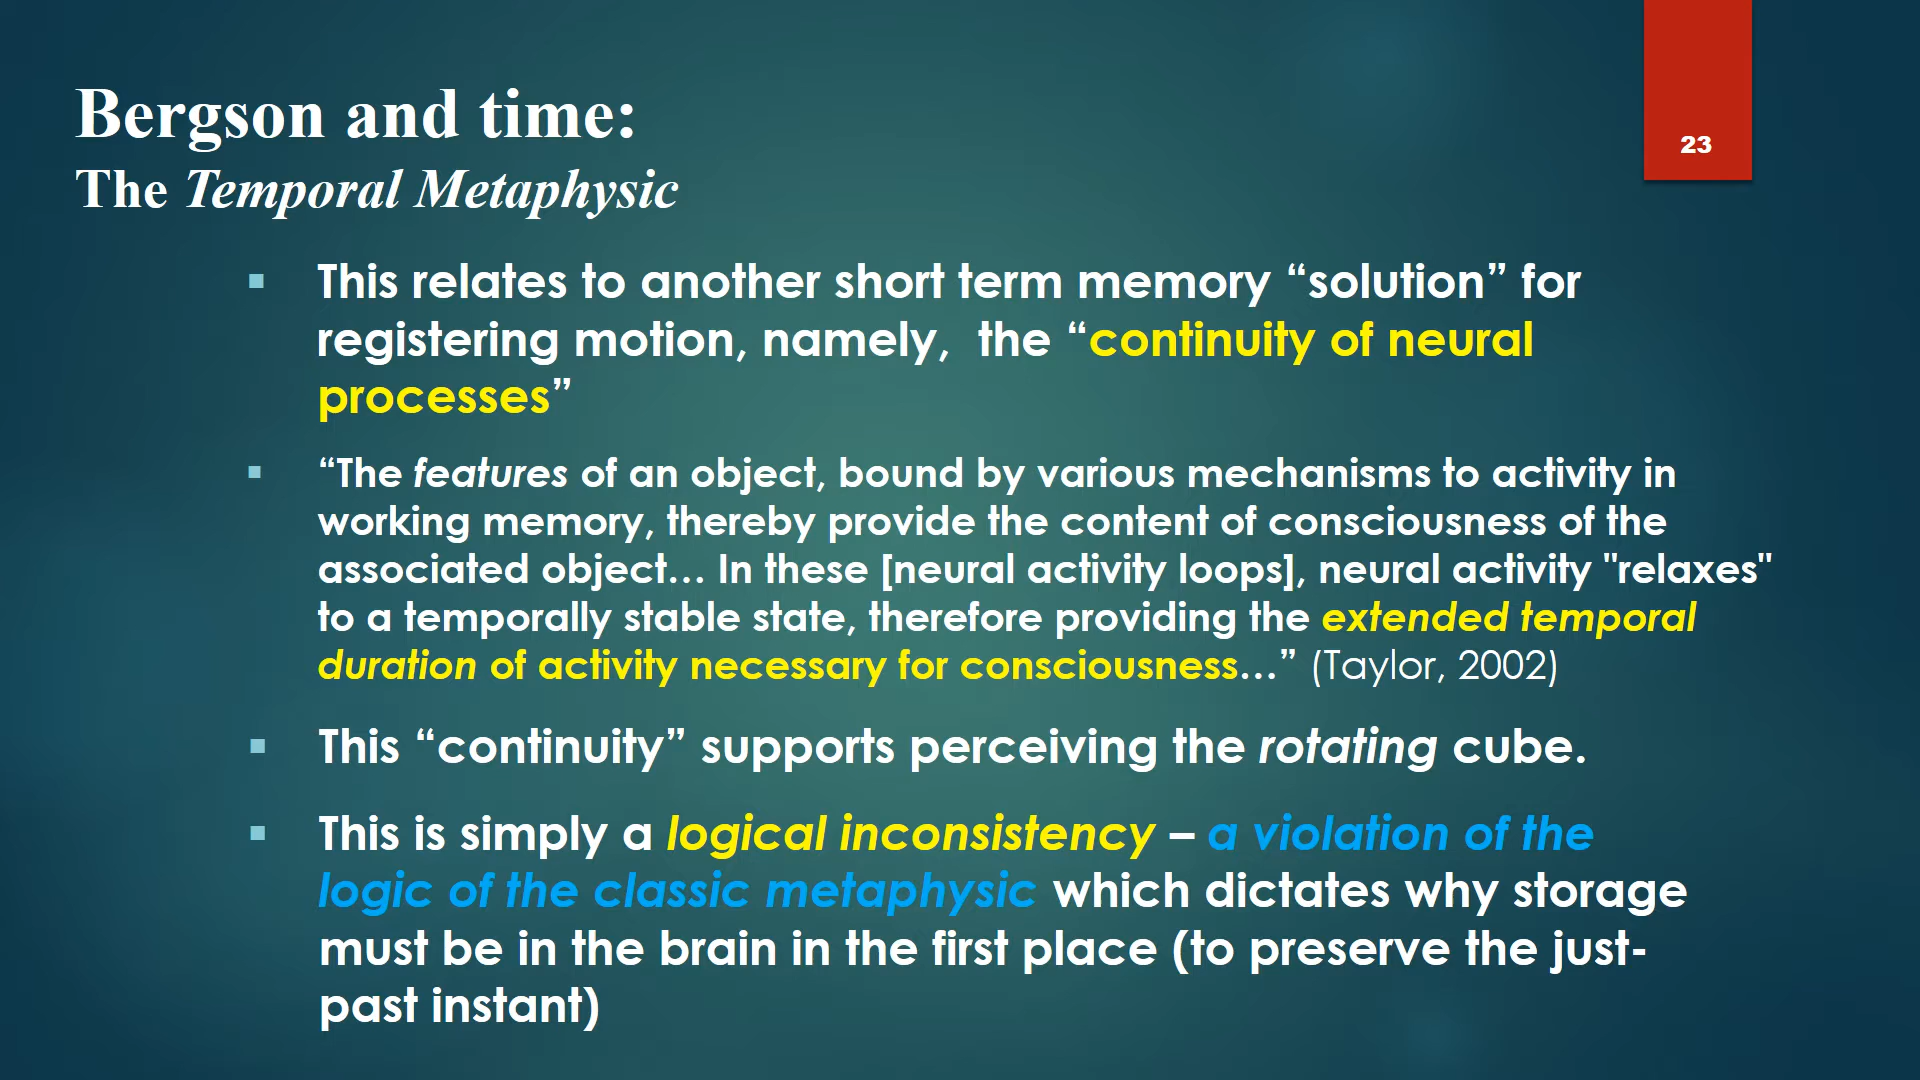 Bergson and time:
The Temporal Metaphysic
23
▪ This relates to another short term memory “solution” for
registering motion, namely,  the “continuity of neural
processes”
▪ “The features of an object, bound by various mechanisms to activity in
working memory, thereby provide the content of consciousness of the
associated object… In these [neural activity loops], neural activity "relaxes"
to a temporally stable state, therefore providing the extended temporal
duration of activity necessary for consciousness…” (Taylor, 2002)
▪ This “continuity” supports perceiving the rotating cube.
▪ This is simply a logical inconsistency – a violation of the
logic of the classic metaphysic which dictates why storage
must be in the brain in the first place (to preserve the just-
past instant)